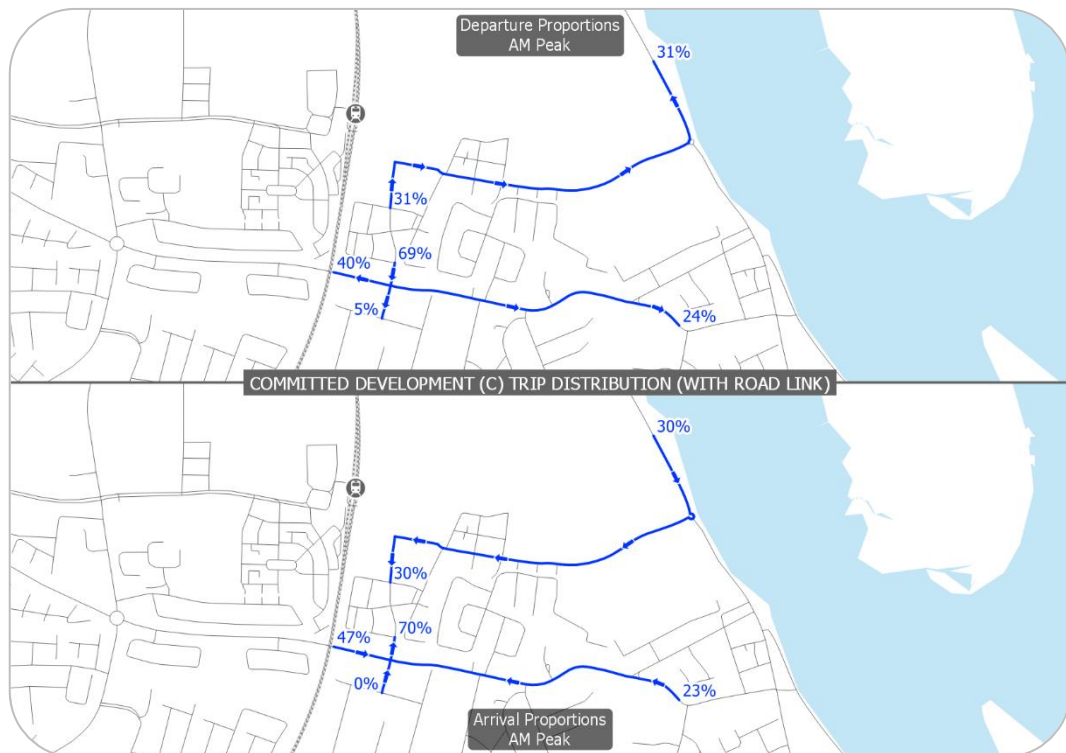 Departure Proportions
AM Peak
31%
31%
69%
40%
5%
24%
COMMITTED DEVELOPMENT (C) TRIP DISTRIBUTION (WITH ROAD LINK)
30%
30%
70%
47%
0%
23%
Arrival Proportions
AM Peak